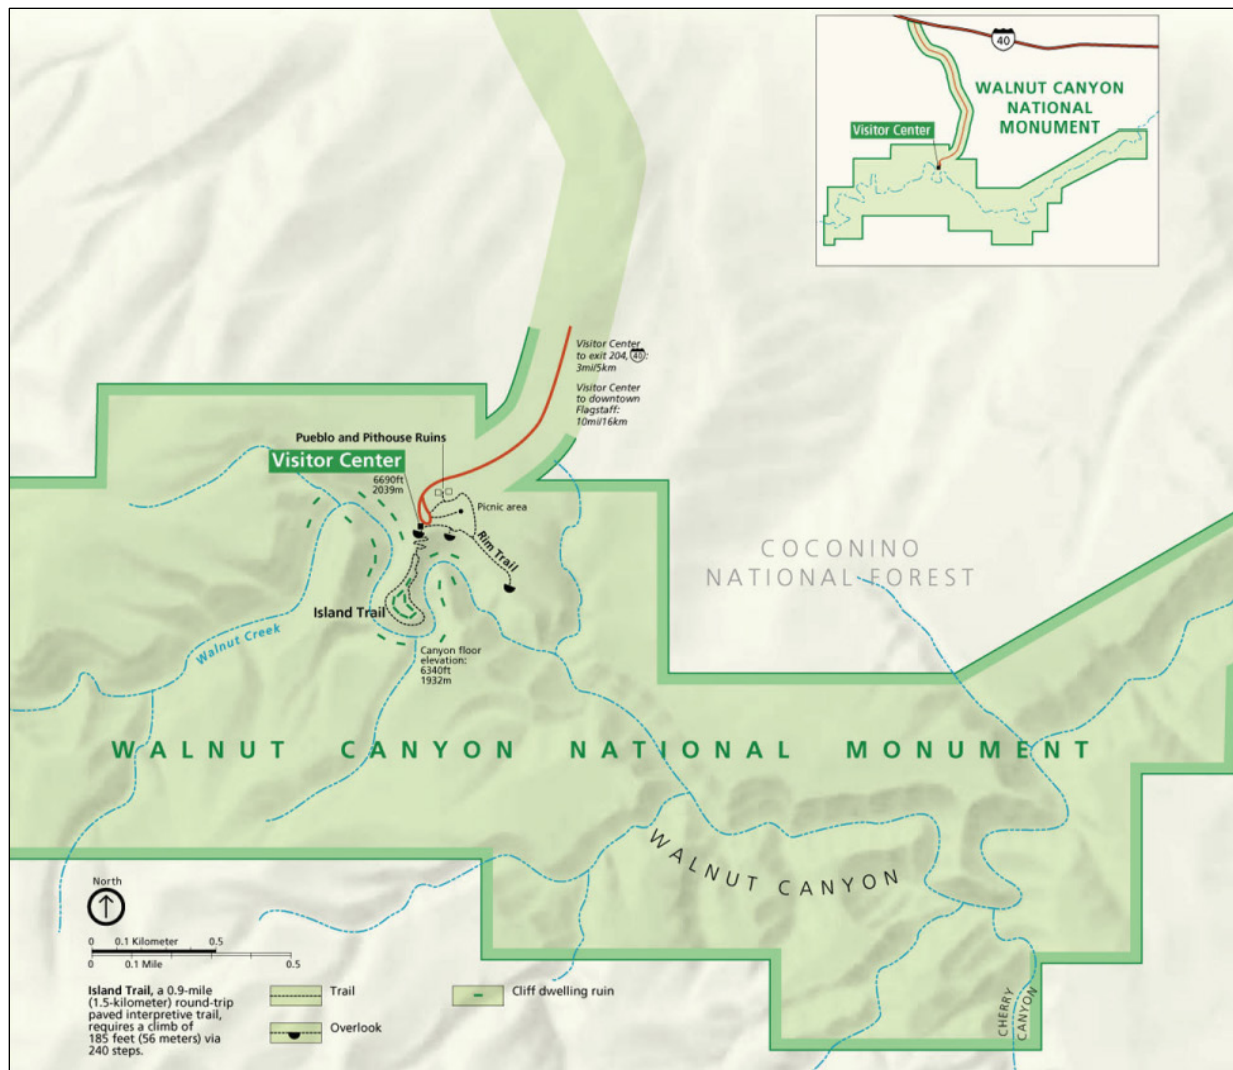 40
WALNUT CANYON
NATIONAL
MONUMENT
Visitor Center
Visitor Center
to exit 204, 40:
3mi/5km
Visitor Center
to downtown
Flagstaff:
10mi/16km
Pueblo and Pithouse Ruins
Visitor Center
6690ft
2039m
Picnic area
Rim Trail
COCONINO
NATIONAL FOREST
Island Trail
Walnut Creek
Canyon floor
elevation:
6340ft
1932m
WALNUT CANYON NATIONAL MONUMENT
WALNUT CANYON
CHERRY
CANYON
North
0 0.1 Kilometer 0.5
0 0.1 Mile 0.5
Island Trail, a 0.9-mile
(1.5-kilometer) round-trip
paved interpretive trail,
requires a climb of
185 feet (56 meters) via
240 steps.
Trail
Overlook
Cliff dwelling ruin